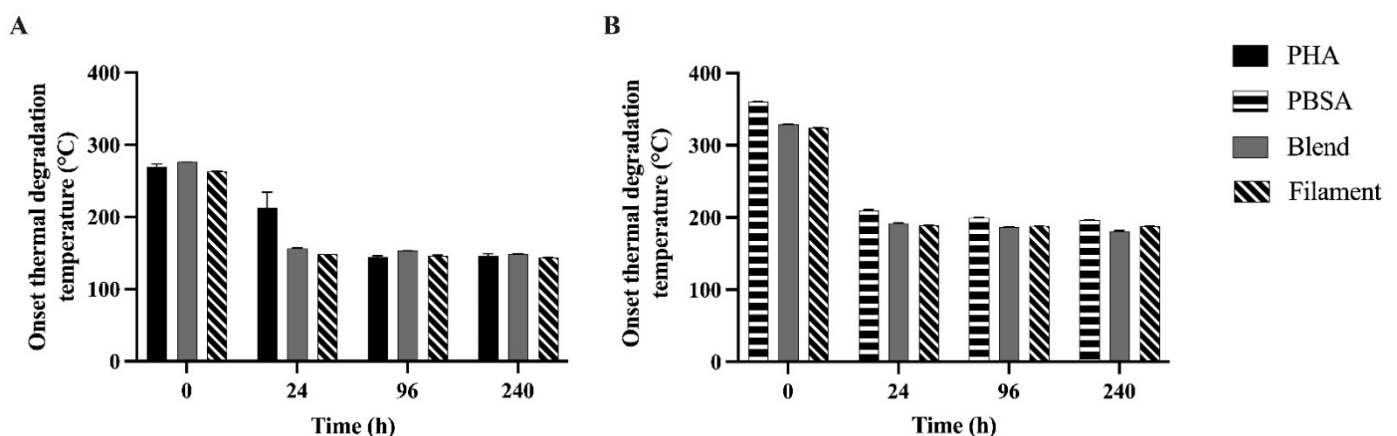 A
Onset thermal degradation
temperature (°C)
400
300
200
100
0
0 24 96 240
Time (h)
B
Onset thermal degradation
temperature (°C)
400
300
200
100
0
0 24 96 240
Time (h)
PHA
PBSA
Blend
Filament